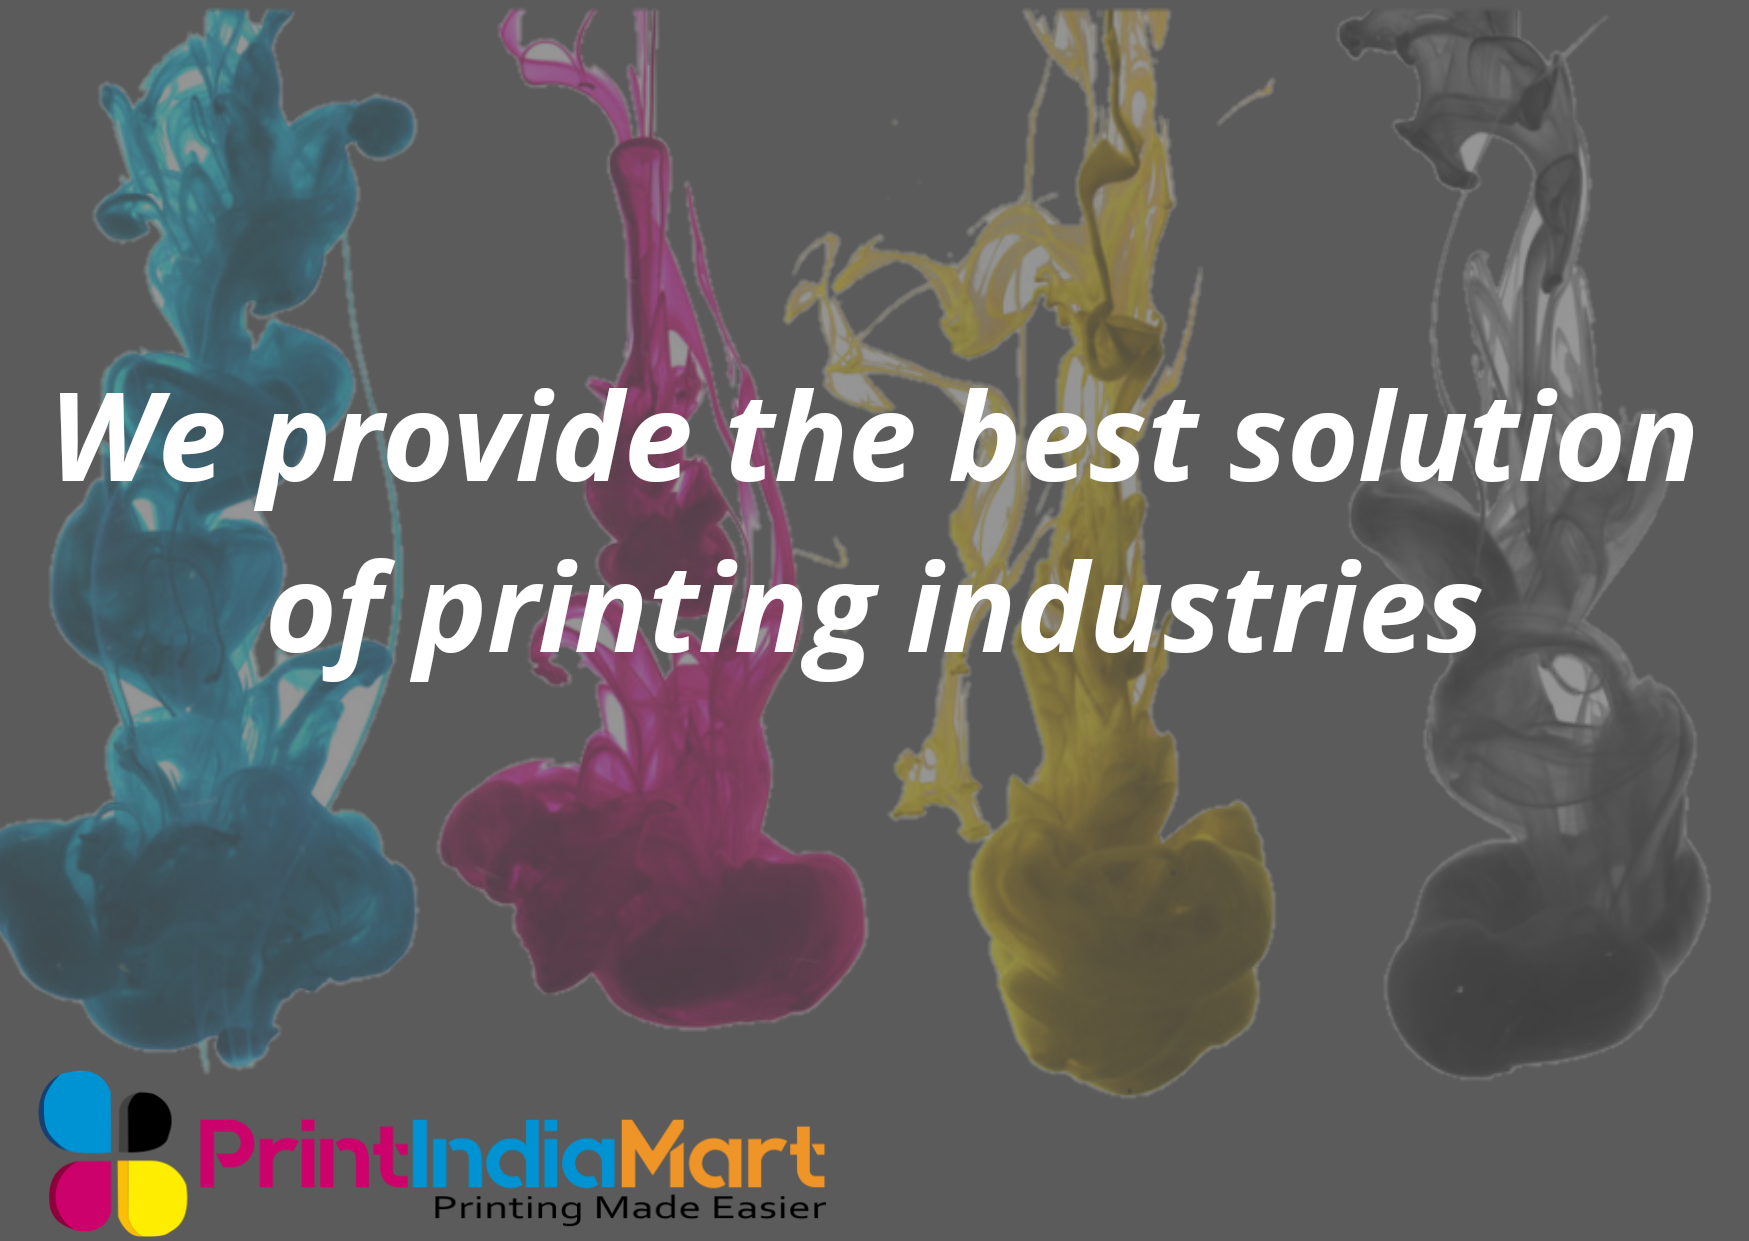 We provide the best solution
of printing industries
PrintIndiaMart
Printing Made Easier